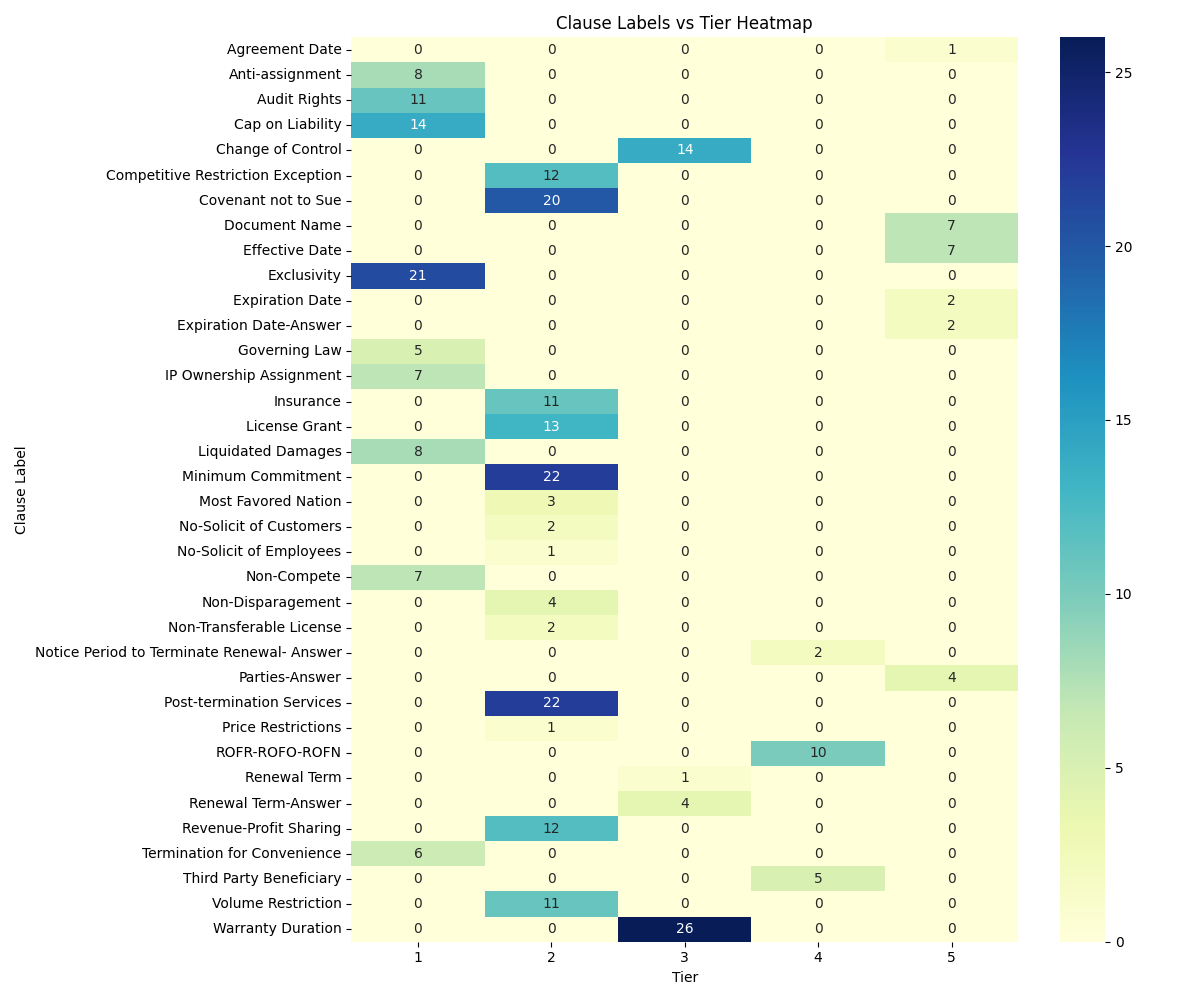 Clause Labels vs Tier Heatmap
Agreement Date 0 0 0 0 1
Anti-assignment 8 0 0 0 0
Audit Rights 11 0 0 0 0
Cap on Liability 14 0 0 0 0
Change of Control 0 0 14 0 0
Competitive Restriction Exception 0 12 0 0 0
Covenant not to Sue 0 20 0 0 0
Document Name 0 0 0 0 7
Effective Date 0 0 0 0 7
Exclusivity 21 0 0 0 0
Expiration Date 0 0 0 0 2
Expiration Date-Answer 0 0 0 0 2
Governing Law 5 0 0 0 0
IP Ownership Assignment 7 0 0 0 0
Insurance 0 11 0 0 0
License Grant 0 13 0 0 0
Liquidated Damages 8 0 0 0 0
Minimum Commitment 0 22 0 0 0
Most Favored Nation 0 3 0 0 0
No-Solicit of Customers 0 2 0 0 0
No-Solicit of Employees 0 1 0 0 0
Non-Compete 7 0 0 0 0
Non-Disparagement 0 4 0 0 0
Non-Transferable License 0 2 0 0 0
Notice Period to Terminate Renewal- Answer 0 0 0 2 0
Parties-Answer 0 0 0 0 4
Post-termination Services 0 22 0 0 0
Price Restrictions 0 1 0 0 0
ROFR-ROFO-ROFN 0 0 0 10 0
Renewal Term 0 0 1 0 0
Renewal Term-Answer 0 0 4 0 0
Revenue-Profit Sharing 0 12 0 0 0
Termination for Convenience 6 0 0 0 0
Third Party Beneficiary 0 0 0 5 0
Volume Restriction 0 11 0 0 0
Warranty Duration 0 0 26 0 0
1 2 3 4 5
Tier
Clause Label
25
20
15
10
5
0